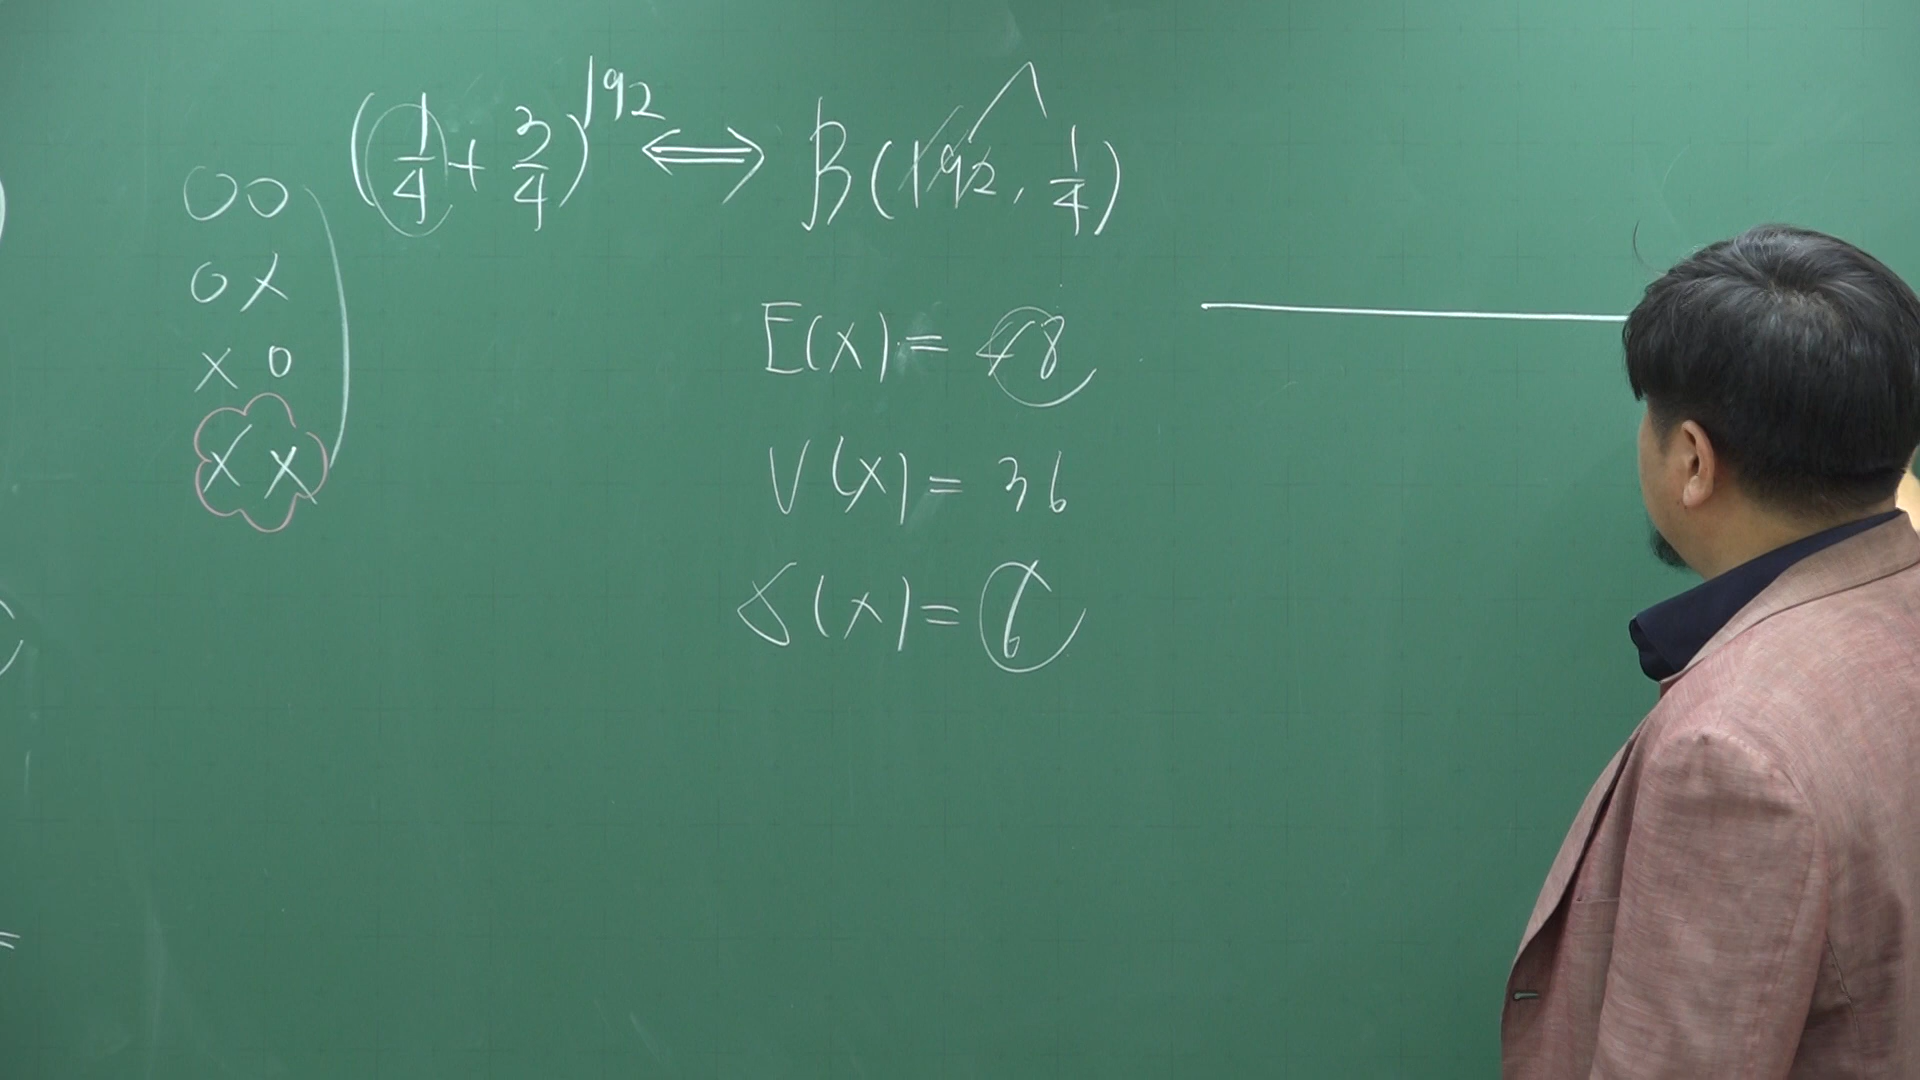 (1/4 + 3/4)^192 ⟺ B(192, 1/4)
OO
OX
XO
XX
E(X) = 48
V(X) = 36
σ(X) = 6
=